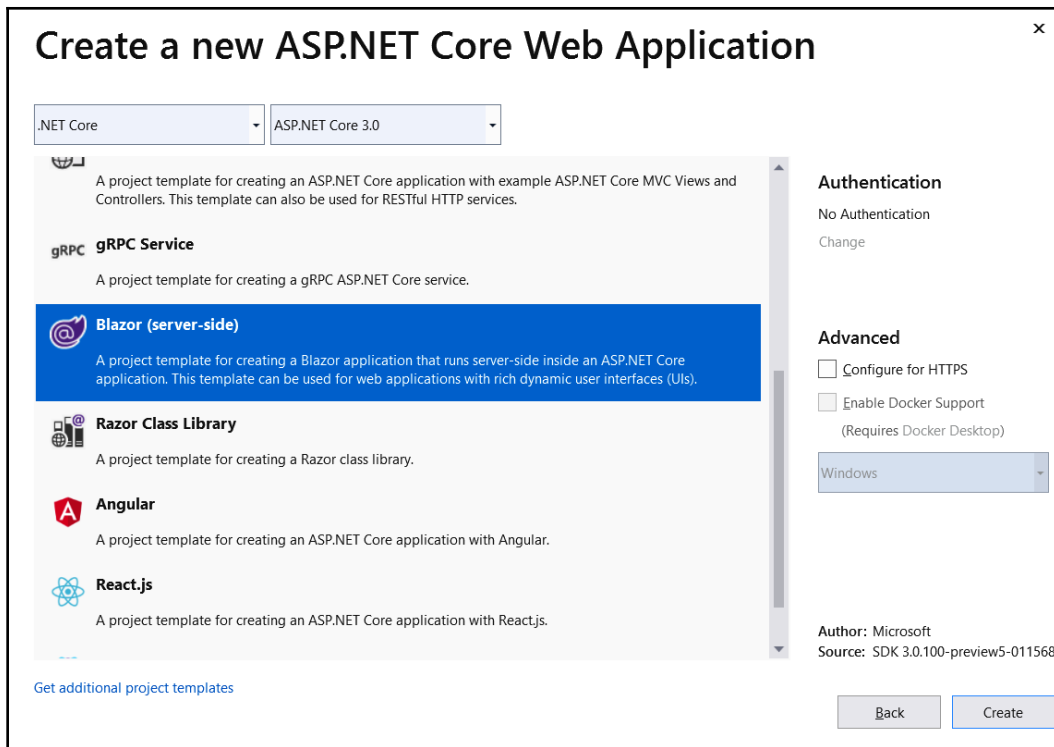 Create a new ASP.NET Core Web Application
x
.NET Core
ASP.NET Core 3.0
A project template for creating an ASP.NET Core application with example ASP.NET Core MVC Views and
Controllers. This template can also be used for RESTful HTTP services.
gRPC
gRPC Service
A project template for creating a gRPC ASP.NET Core service.
Blazor (server-side)
A project template for creating a Blazor application that runs server-side inside an ASP.NET Core
application. This template can be used for web applications with rich dynamic user interfaces (UIs).
Razor Class Library
A project template for creating a Razor class library.
Angular
A project template for creating an ASP.NET Core application with Angular.
React.js
A project template for creating an ASP.NET Core application with React.js.
Get additional project templates
Authentication
No Authentication
Change
Advanced
Configure for HTTPS
Enable Docker Support
(Requires Docker Desktop)
Windows
Author: Microsoft
Source: SDK 3.0.100-preview5-011568
Back
Create